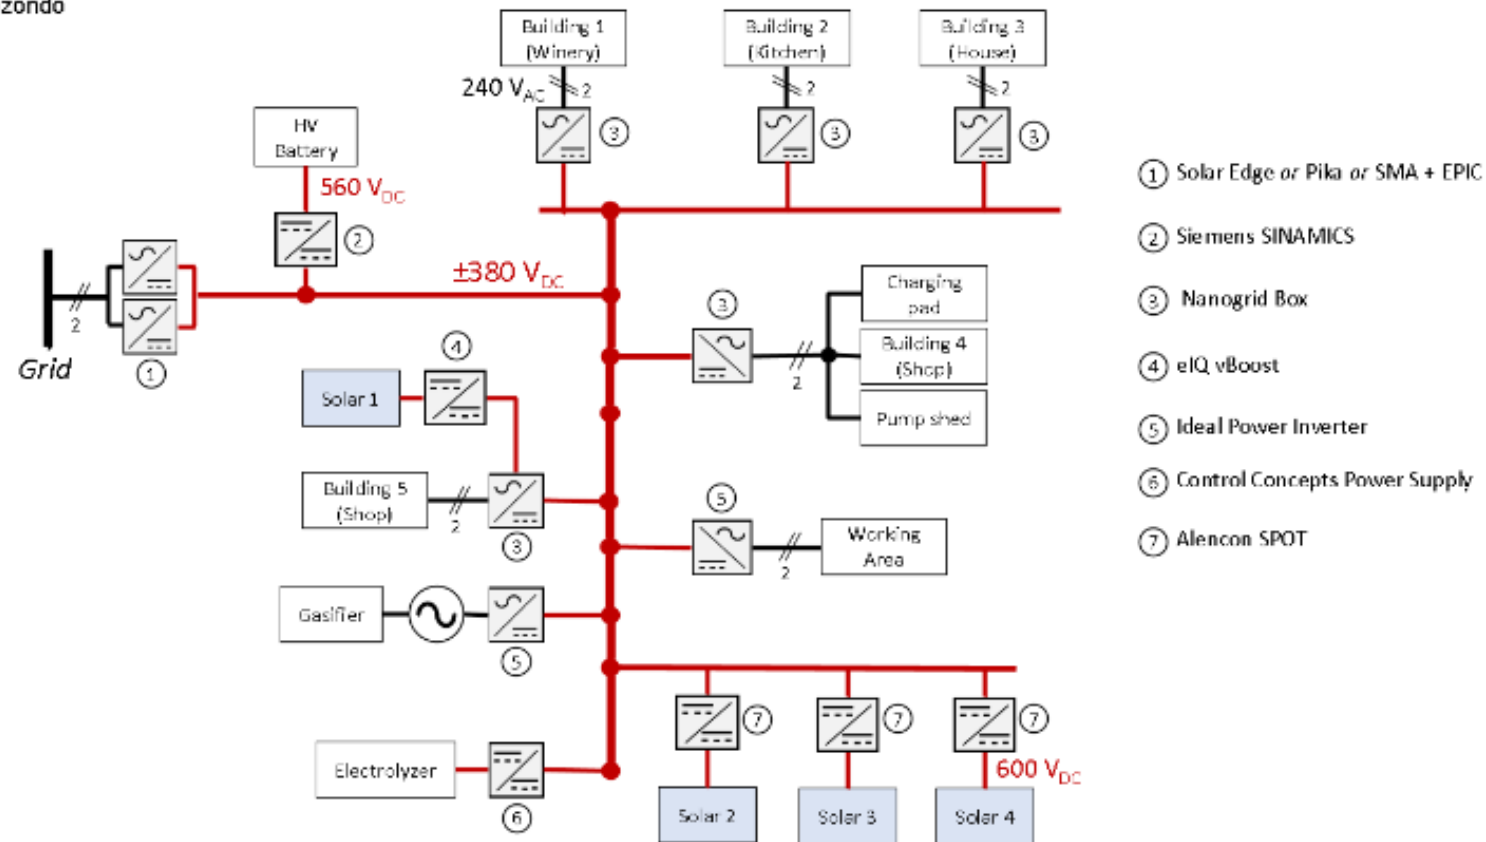 zondo
Building 1
(Winery)
Building 2
(Kitchen)
Building 3
(House)
240 VAC
2
2
2
3
3
3
HV
Battery
560 VDC
2
±380 VDC
2
Grid
1
4
Solar 1
Building 5
(Shop)
2
3
Gasifier
5
Electrolyzer
6
3
2
Charging
pad
Building 4
(Shop)
Pump shed
5
2
Working
Area
7
7
7
600 VDC
Solar 2
Solar 3
Solar 4
1 Solar Edge or Pika or SMA + EPIC
2 Siemens SINAMICS
3 Nanogrid Box
4 eIQ vBoost
5 Ideal Power Inverter
6 Control Concepts Power Supply
7 Alencon SPOT